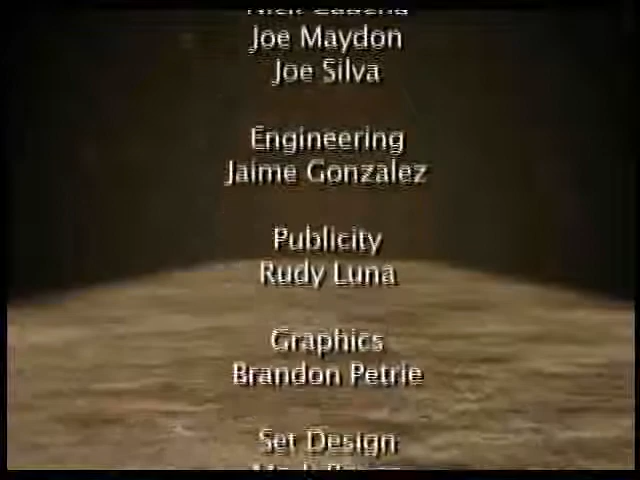 Joe Maydon
Joe Silva
Engineering
Jaime Gonzalez
Publicity
Rudy Luna
Graphics
Brandon Petrie
Set Design